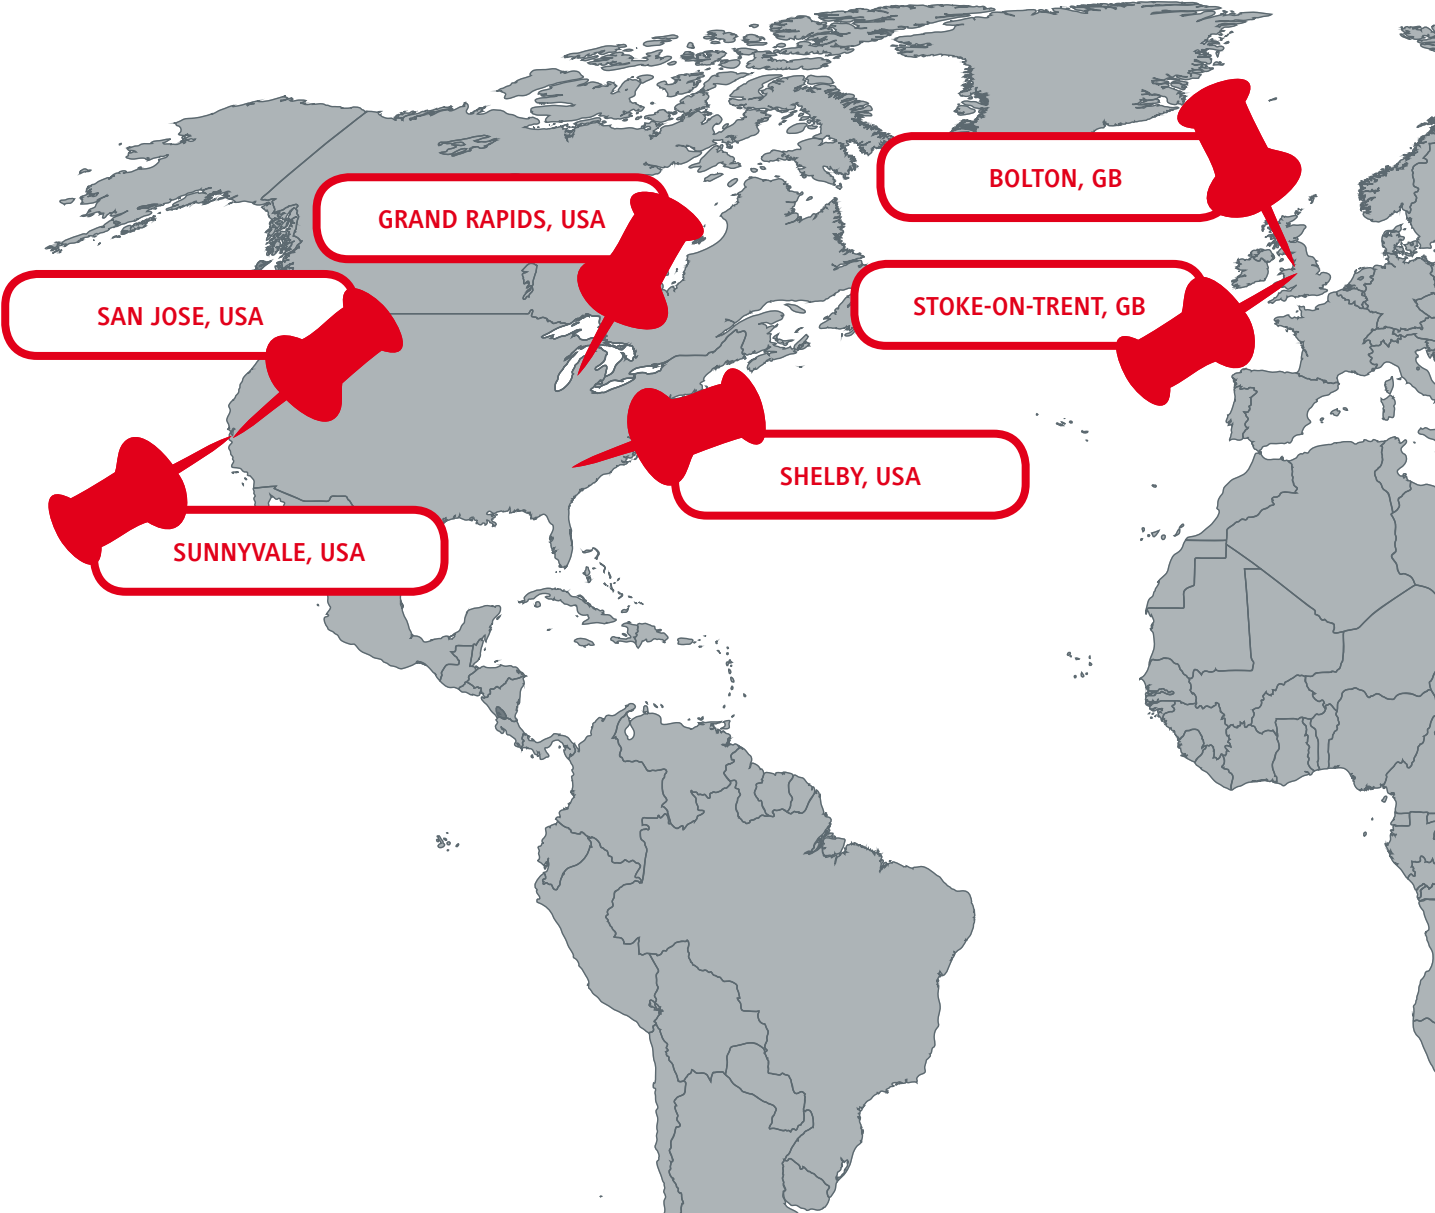 BOLTON, GB
GRAND RAPIDS, USA
STOKE-ON-TRENT, GB
SAN JOSE, USA
SHELBY, USA
SUNNYVALE, USA